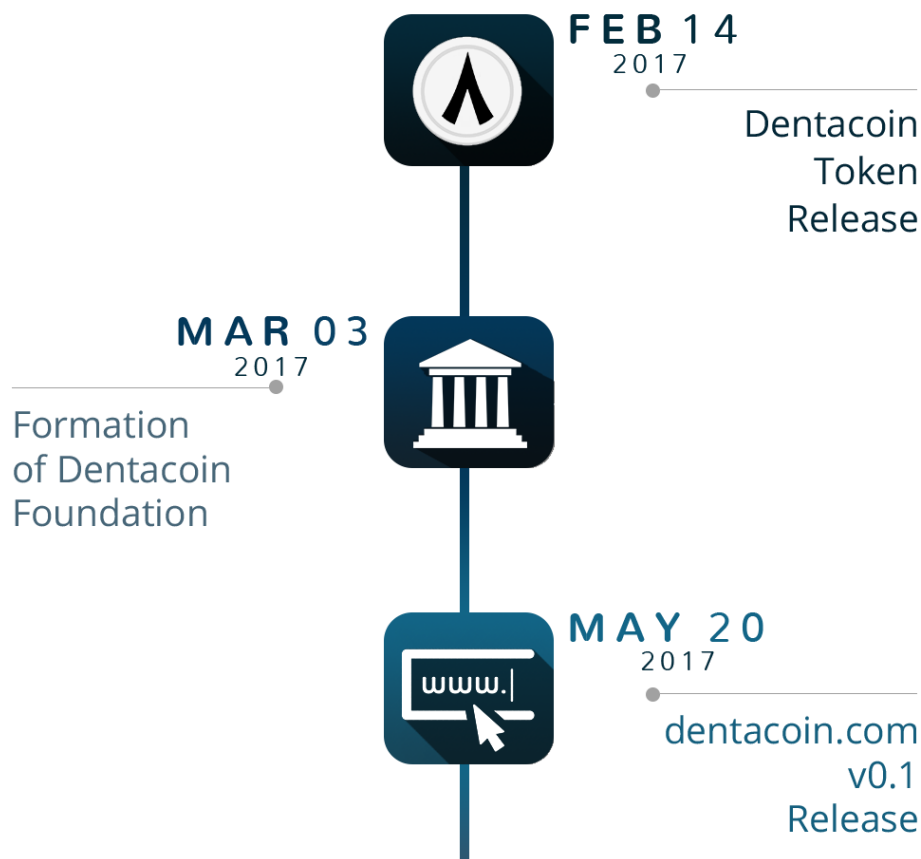 FEB 14
2017
Dentacoin
Token
Release
MAR 03
2017
Formation
of Dentacoin
Foundation
www.
MAY 20
2017
dentacoin.com
v0.1
Release